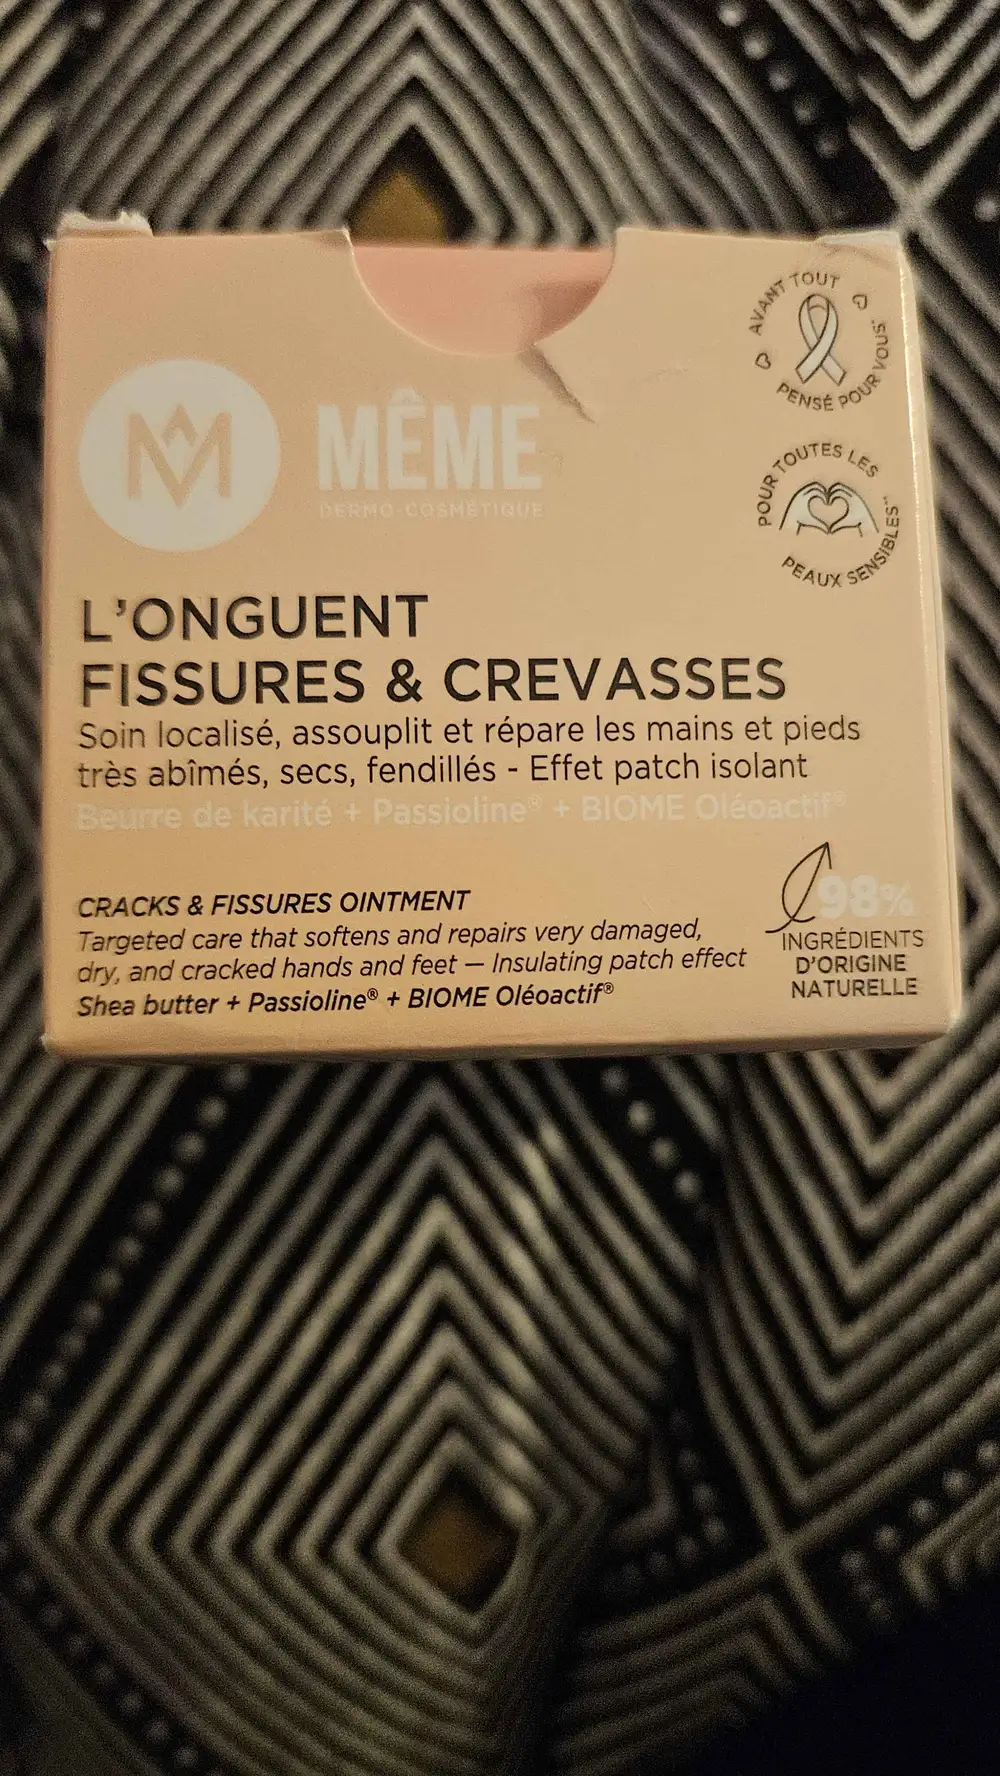 AVANT TOUT
PENSÉ POUR VOUS*
MÊME
DERMO-COSMÉTIQUE
POUR TOUTES LES
PEAUX SENSIBLES**
L'ONGUENT
FISSURES & CREVASSES
Soin localisé, assouplit et répare les mains et pieds
très abîmés, secs, fendillés - Effet patch isolant
Beurre de karité + Passioline® + BIOME Oléoactif®
CRACKS & FISSURES OINTMENT
Targeted care that softens and repairs very damaged,
dry, and cracked hands and feet — Insulating patch effect
Shea butter + Passioline® + BIOME Oléoactif®
98%
INGRÉDIENTS
D'ORIGINE
NATURELLE